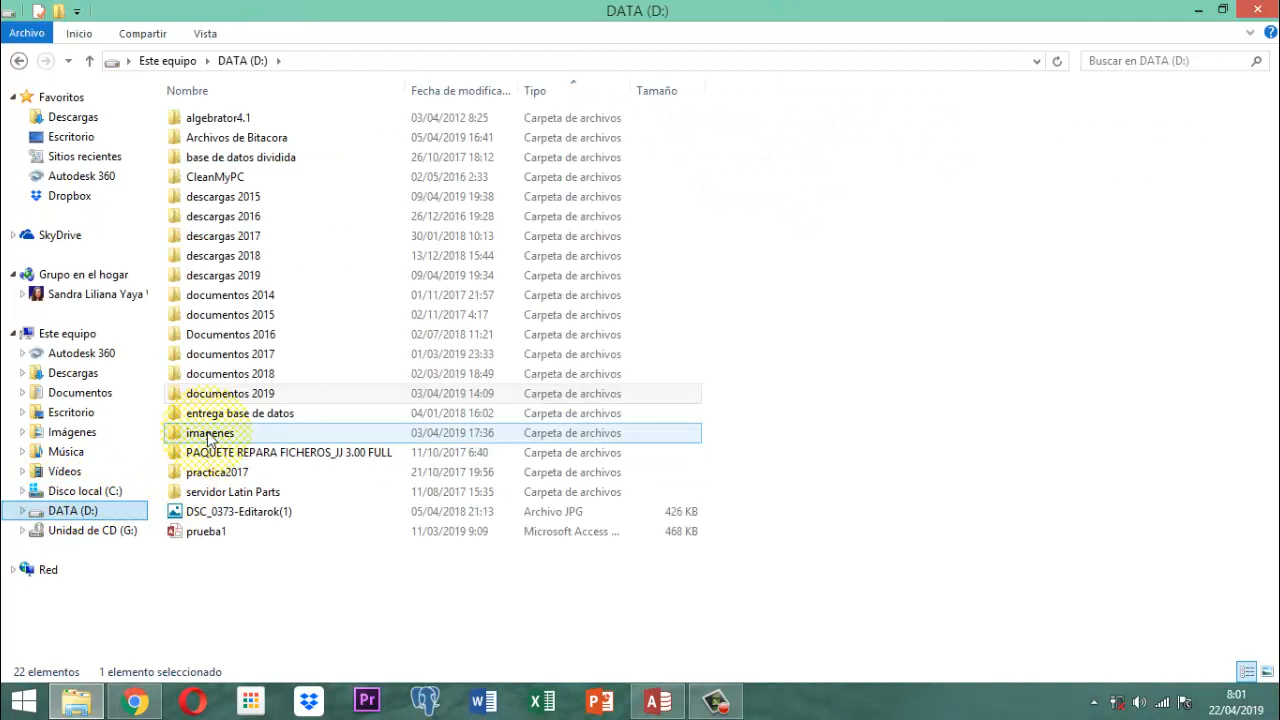 DATA (D:)
Archivo Inicio Compartir Vista
Este equipo DATA (D:) Buscar en DATA (D:)
Nombre Fecha de modifica... Tipo Tamaño
Favoritos
Descargas
Escritorio
Sitios recientes
Autodesk 360
Dropbox
SkyDrive
Grupo en el hogar
Sandra Liliana Yaya
Este equipo
Autodesk 360
Descargas
Documentos
Escritorio
Imágenes
Música
Vídeos
Disco local (C:)
DATA (D:)
Unidad de CD (G:)
Red
algebrator4.1 03/04/2012 8:25 Carpeta de archivos
Archivos de Bitacora 05/04/2019 16:41 Carpeta de archivos
base de datos dividida 26/10/2017 18:12 Carpeta de archivos
CleanMyPC 02/05/2016 2:33 Carpeta de archivos
descargas 2015 09/04/2019 19:38 Carpeta de archivos
descargas 2016 26/12/2016 19:28 Carpeta de archivos
descargas 2017 30/01/2018 10:13 Carpeta de archivos
descargas 2018 13/12/2018 15:44 Carpeta de archivos
descargas 2019 09/04/2019 19:34 Carpeta de archivos
documentos 2014 01/11/2017 21:57 Carpeta de archivos
documentos 2015 02/11/2017 4:17 Carpeta de archivos
Documentos 2016 02/07/2018 11:21 Carpeta de archivos
documentos 2017 01/03/2019 23:33 Carpeta de archivos
documentos 2018 02/03/2019 18:49 Carpeta de archivos
documentos 2019 03/04/2019 14:09 Carpeta de archivos
entrega base de datos 04/01/2018 16:02 Carpeta de archivos
imagenes 03/04/2019 17:36 Carpeta de archivos
PAQUETE REPARA FICHEROS_JJ 3.00 FULL 11/10/2017 6:40 Carpeta de archivos
practica2017 21/10/2017 19:56 Carpeta de archivos
servidor Latin Parts 11/08/2017 15:35 Carpeta de archivos
DSC_0373-Editarok(1) 05/04/2018 21:13 Archivo JPG 426 KB
prueba1 11/03/2019 9:09 Microsoft Access ... 468 KB
22 elementos 1 elemento seleccionado
Pr
8:01
22/04/2019